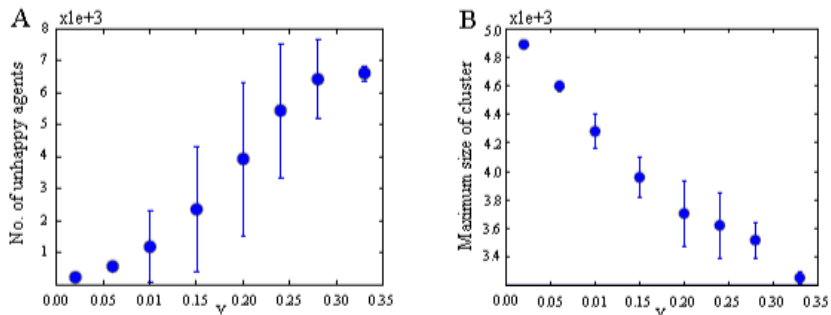 A
x1e+3
8
7
6
5
4
3
2
1
No. of unhappy agents
0.00 0.05 0.01 0.15 0.20 0.25 0.30 0.35
v
B
x1e+3
5.0
4.8
4.6
4.4
4.2
4.0
3.8
3.6
3.4
Maximum size of cluster
0.00 0.05 0.01 0.15 0.20 0.25 0.30 0.35
v